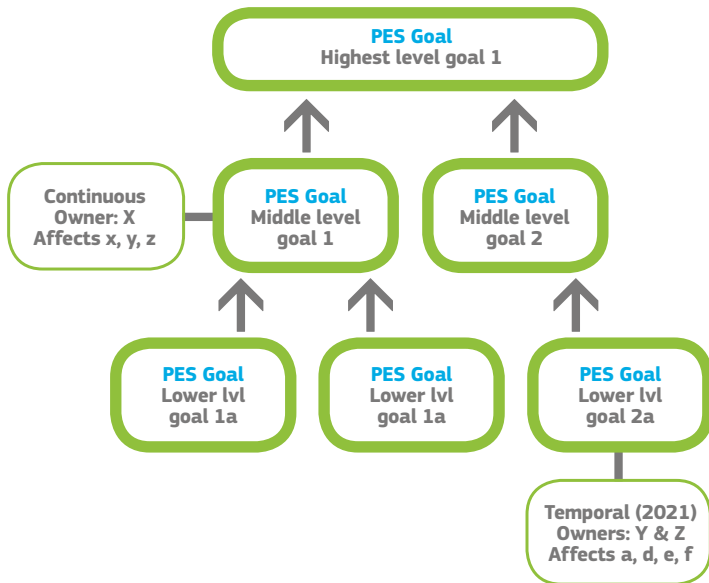 PES Goal
Highest level goal 1
Continuous
Owner: X
Affects x, y, z
PES Goal
Middle level
goal 1
PES Goal
Middle level
goal 2
PES Goal
Lower lvl
goal 1a
PES Goal
Lower lvl
goal 1a
PES Goal
Lower lvl
goal 2a
Temporal (2021)
Owners: Y & Z
Affects a, d, e, f